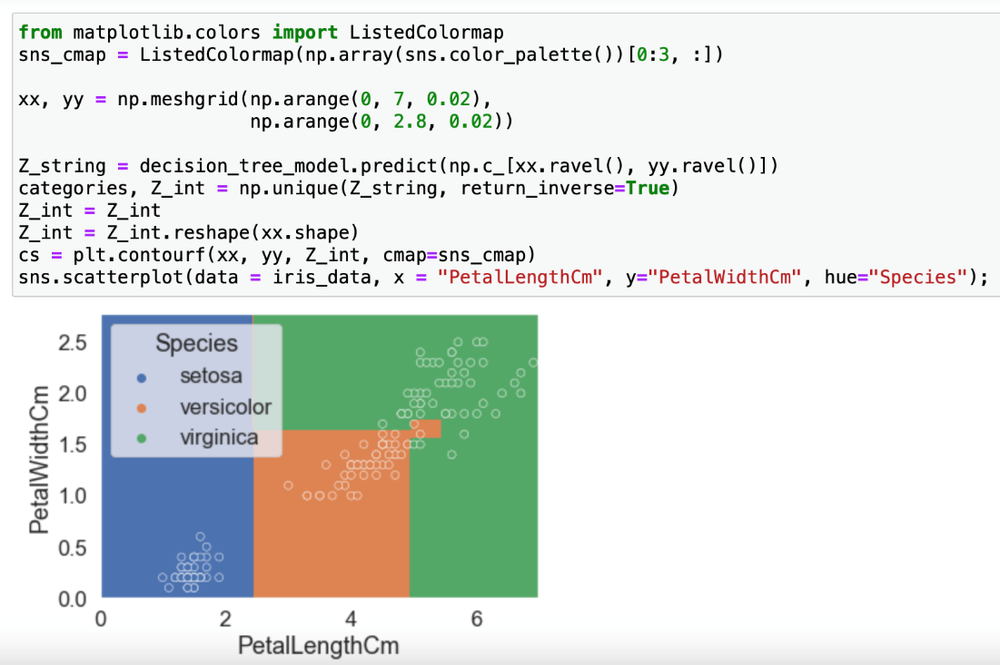 from matplotlib.colors import ListedColormap
sns_cmap = ListedColormap(np.array(sns.color_palette())[0:3, :])
xx, yy = np.meshgrid(np.arange(0, 7, 0.02),
                     np.arange(0, 2.8, 0.02))
Z_string = decision_tree_model.predict(np.c_[xx.ravel(), yy.ravel()])
categories, Z_int = np.unique(Z_string, return_inverse=True)
Z_int = Z_int
Z_int = Z_int.reshape(xx.shape)
cs = plt.contourf(xx, yy, Z_int, cmap=sns_cmap)
sns.scatterplot(data = iris_data, x = "PetalLengthCm", y="PetalWidthCm", hue="Species");
PetalWidthCm
2.5
2.0
1.5
1.0
0.5
0.0
Species
setosa
versicolor
virginica
0 2 4 6
PetalLengthCm